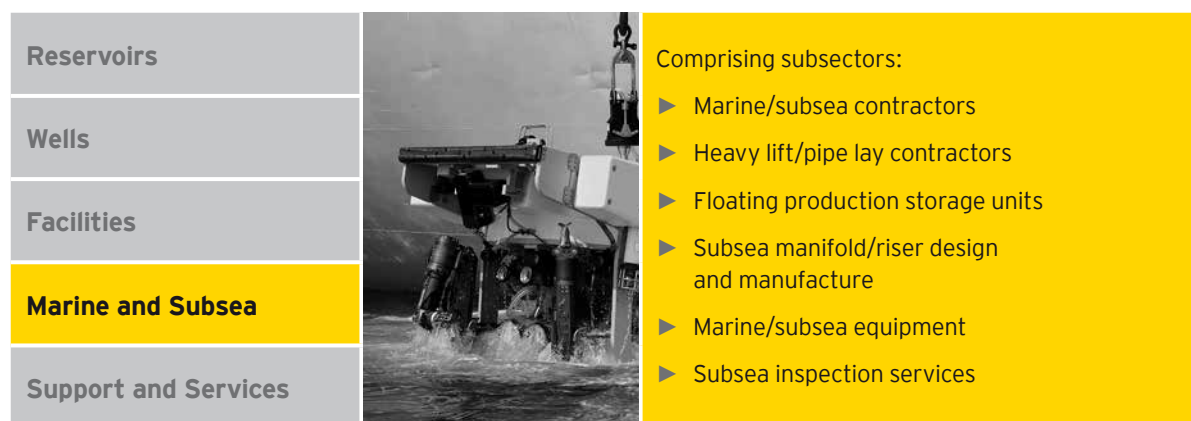 Reservoirs
Wells
Facilities
Marine and Subsea
Support and Services
Comprising subsectors:
► Marine/subsea contractors
► Heavy lift/pipe lay contractors
► Floating production storage units
► Subsea manifold/riser design
and manufacture
► Marine/subsea equipment
► Subsea inspection services